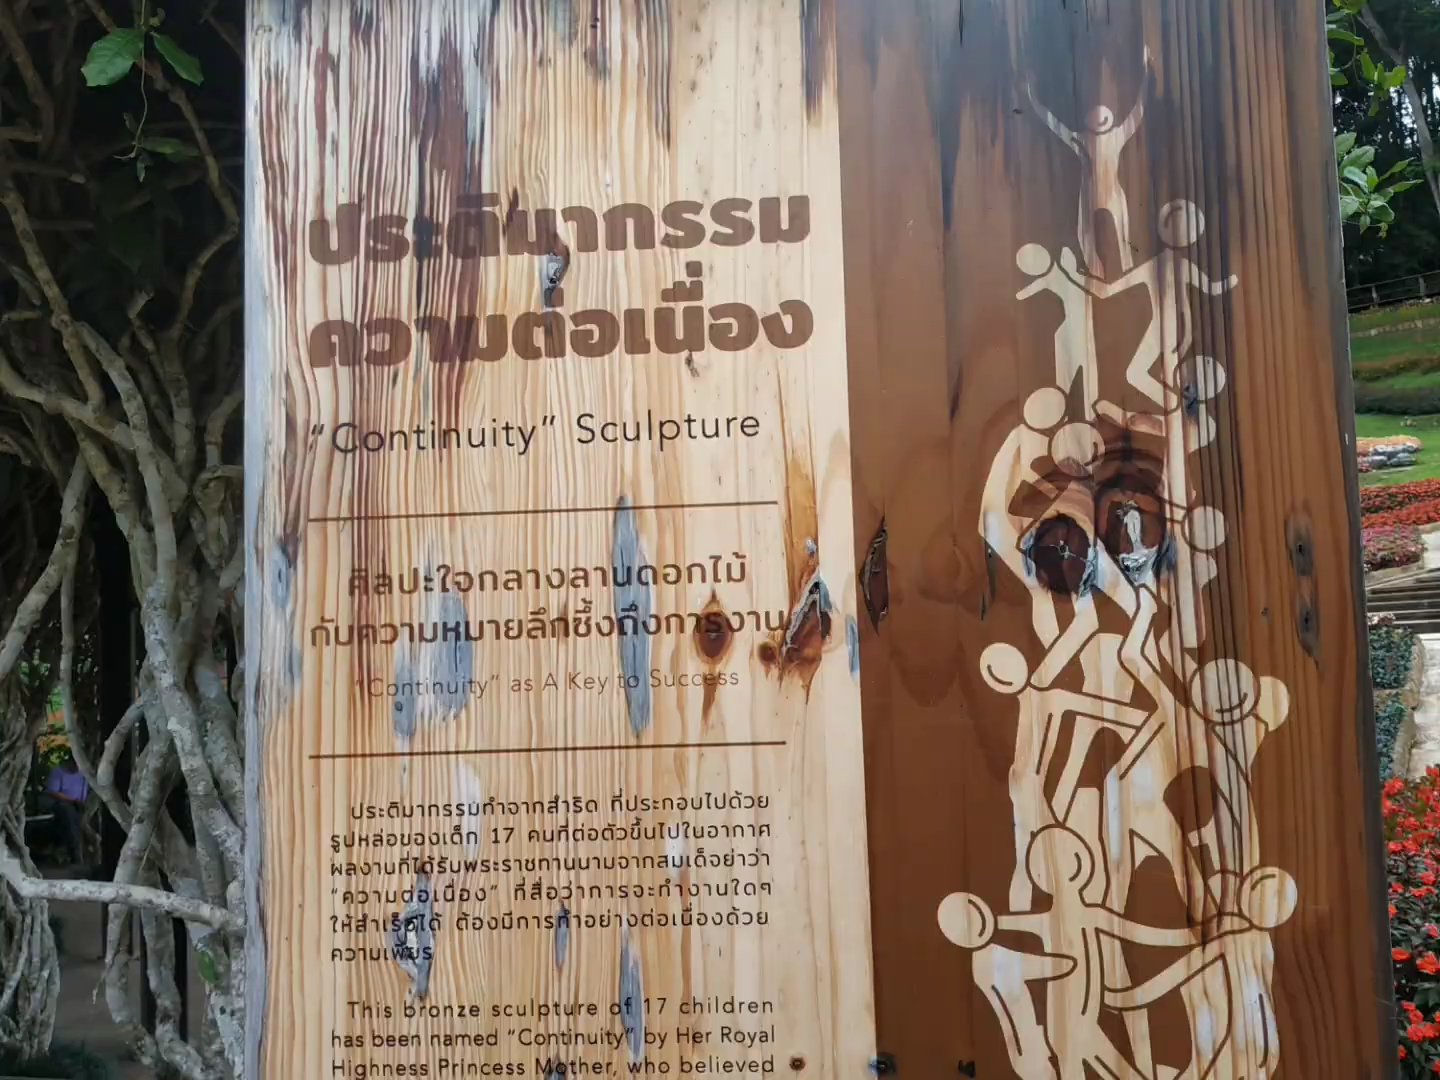 ประติมากรรม
ความต่อเนื่อง
"Continuity" Sculpture
ศิลปะใจกลางลานดอกไม้
กับความหมายลึกซึ้งถึงการงาน
"Continuity" as A Key to Success
ประติมากรรมทำจากสำริด ที่ประกอบไปด้วย
รูปหล่อของเด็ก 17 คนที่ต่อตัวขึ้นไปในอากาศ
ผลงานที่ได้รับพระราชทานนามจากสมเด็จย่าว่า
"ความต่อเนื่อง" ที่สื่อว่าการจะทำงานใดๆ
ให้สำเร็จได้ ต้องมีการทำอย่างต่อเนื่องด้วย
ความเพียร
This bronze sculpture of 17 children
has been named "Continuity" by Her Royal
Highness Princess Mother, who believed